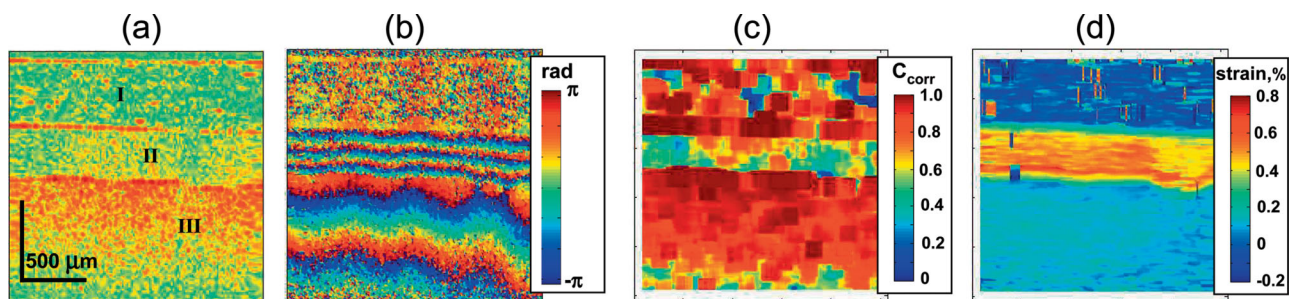 (a)
(b)
(c)
(d)
I
II
III
500 μm
rad
π
-π
C corr
1.0
0.8
0.6
0.4
0.2
0
strain,%
0.8
0.6
0.4
0.2
0
-0.2